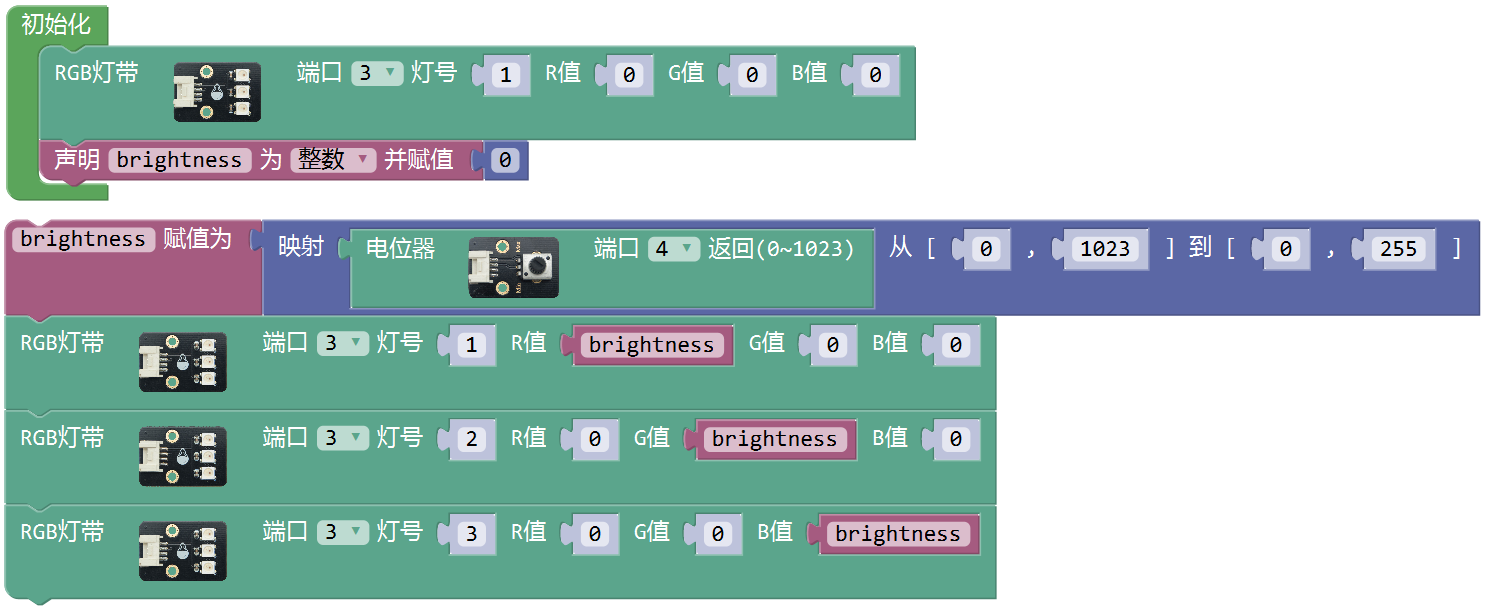 初始化
RGB灯带 端口 3 灯号 1 R值 0 G值 0 B值 0
声明 brightness 为 整数 并赋值 0
brightness 赋值为 映射 电位器 端口 4 返回(0~1023) 从 [ 0 , 1023 ] 到 [ 0 , 255 ]
RGB灯带 端口 3 灯号 1 R值 brightness G值 0 B值 0
RGB灯带 端口 3 灯号 2 R值 0 G值 brightness B值 0
RGB灯带 端口 3 灯号 3 R值 0 G值 0 B值 brightness